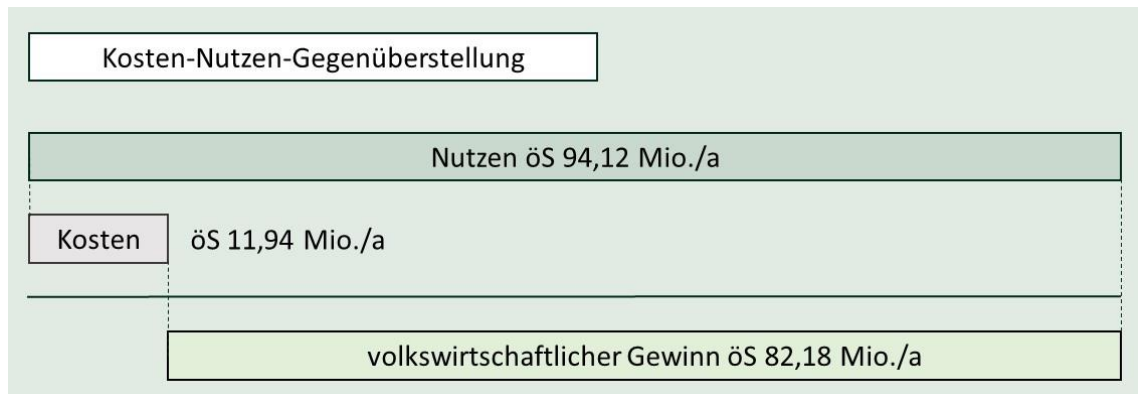 Kosten-Nutzen-Gegenüberstellung
Nutzen öS 94,12 Mio./a
Kosten öS 11,94 Mio./a
volkswirtschaftlicher Gewinn öS 82,18 Mio./a